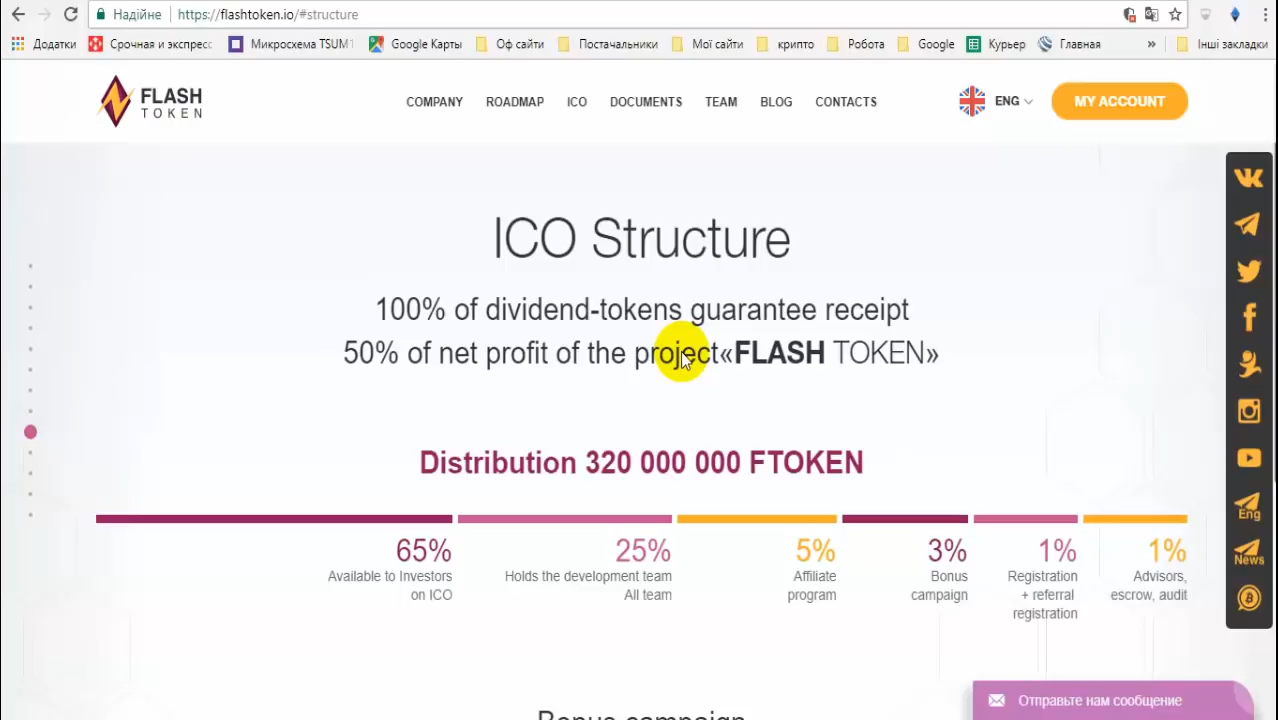 Надійне https://flashtoken.io/#structure
Додатки Срочная и экспресс Микросхема TSUM1 Google Карты Оф сайти Постачальники Мої сайти крипто Робота Google Курьер Главная » Інші закладки
FLASH
TOKEN
COMPANY ROADMAP ICO DOCUMENTS TEAM BLOG CONTACTS ENG MY ACCOUNT
ICO Structure
100% of dividend-tokens guarantee receipt
50% of net profit of the project«FLASH TOKEN»
Distribution 320 000 000 FTOKEN
65% 25% 5% 3% 1% 1%
Available to Investors Holds the development team Affiliate Bonus Registration Advisors,
on ICO All team program campaign + referral escrow, audit
registration
Eng
News
Отправьте нам сообщение
Bonus campaign